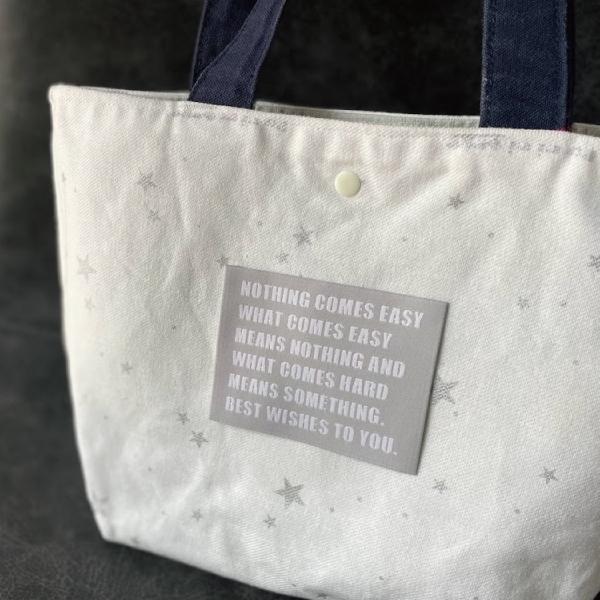 NOTHING COMES EASY
WHAT COMES EASY
MEANS NOTHING AND
WHAT COMES HARD
MEANS SOMETHING.
BEST WISHES TO YOU.